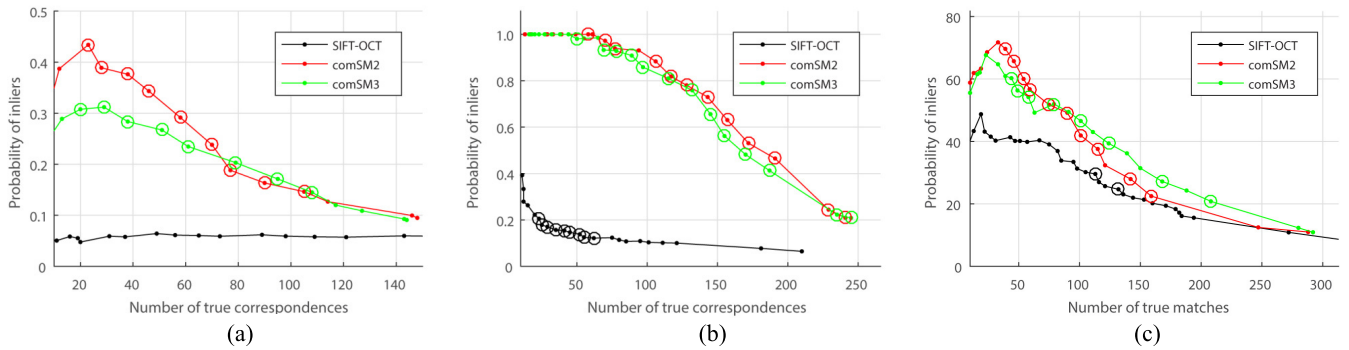 Probability of inliers
0.5
0.4
0.3
0.2
0.1
0
20 40 60 80 100 120 140
Number of true correspondences
SIFT-OCT
comSM2
comSM3
(a)
Probability of inliers
1.0
0.8
0.6
0.4
0.2
0
50 100 150 200 250
Number of true correspondences
SIFT-OCT
comSM2
comSM3
(b)
Probability of inliers
80
60
40
20
0
50 100 150 200 250 300
Number of true matches
SIFT-OCT
comSM2
comSM3
(c)